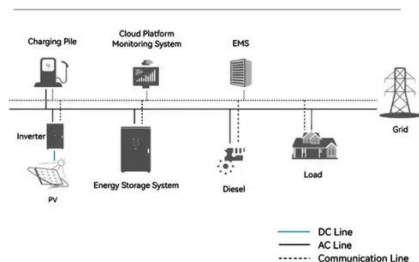 Charging Pile
Cloud Platform
Monitoring System
EMS
Grid
Inverter
PV
Energy Storage System
Diesel
Load
DC Line
AC Line
Communication Line